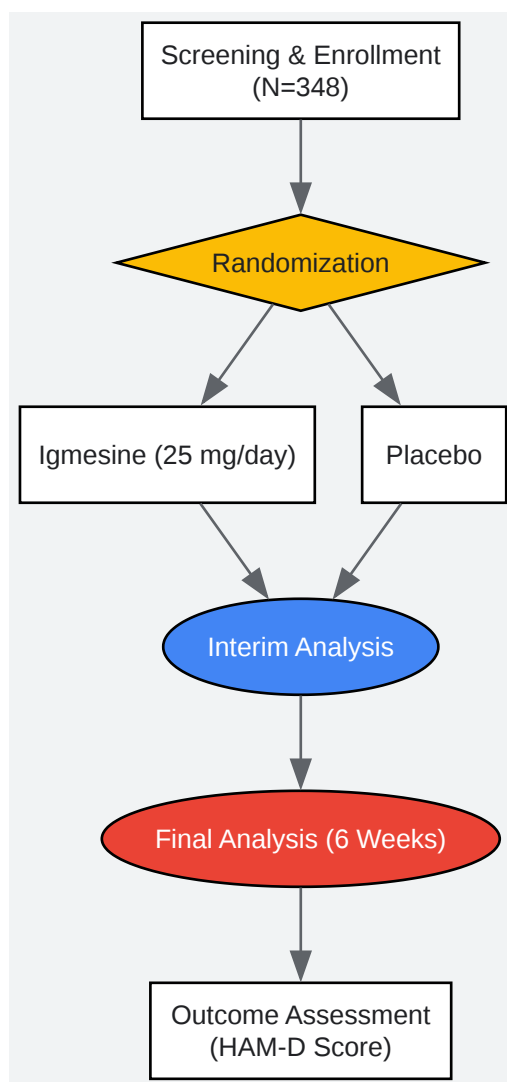 Screening & Enrollment
(N=348)
Randomization
Igmesine (25 mg/day)
Placebo
Interim Analysis
Final Analysis (6 Weeks)
Outcome Assessment
(HAM-D Score)